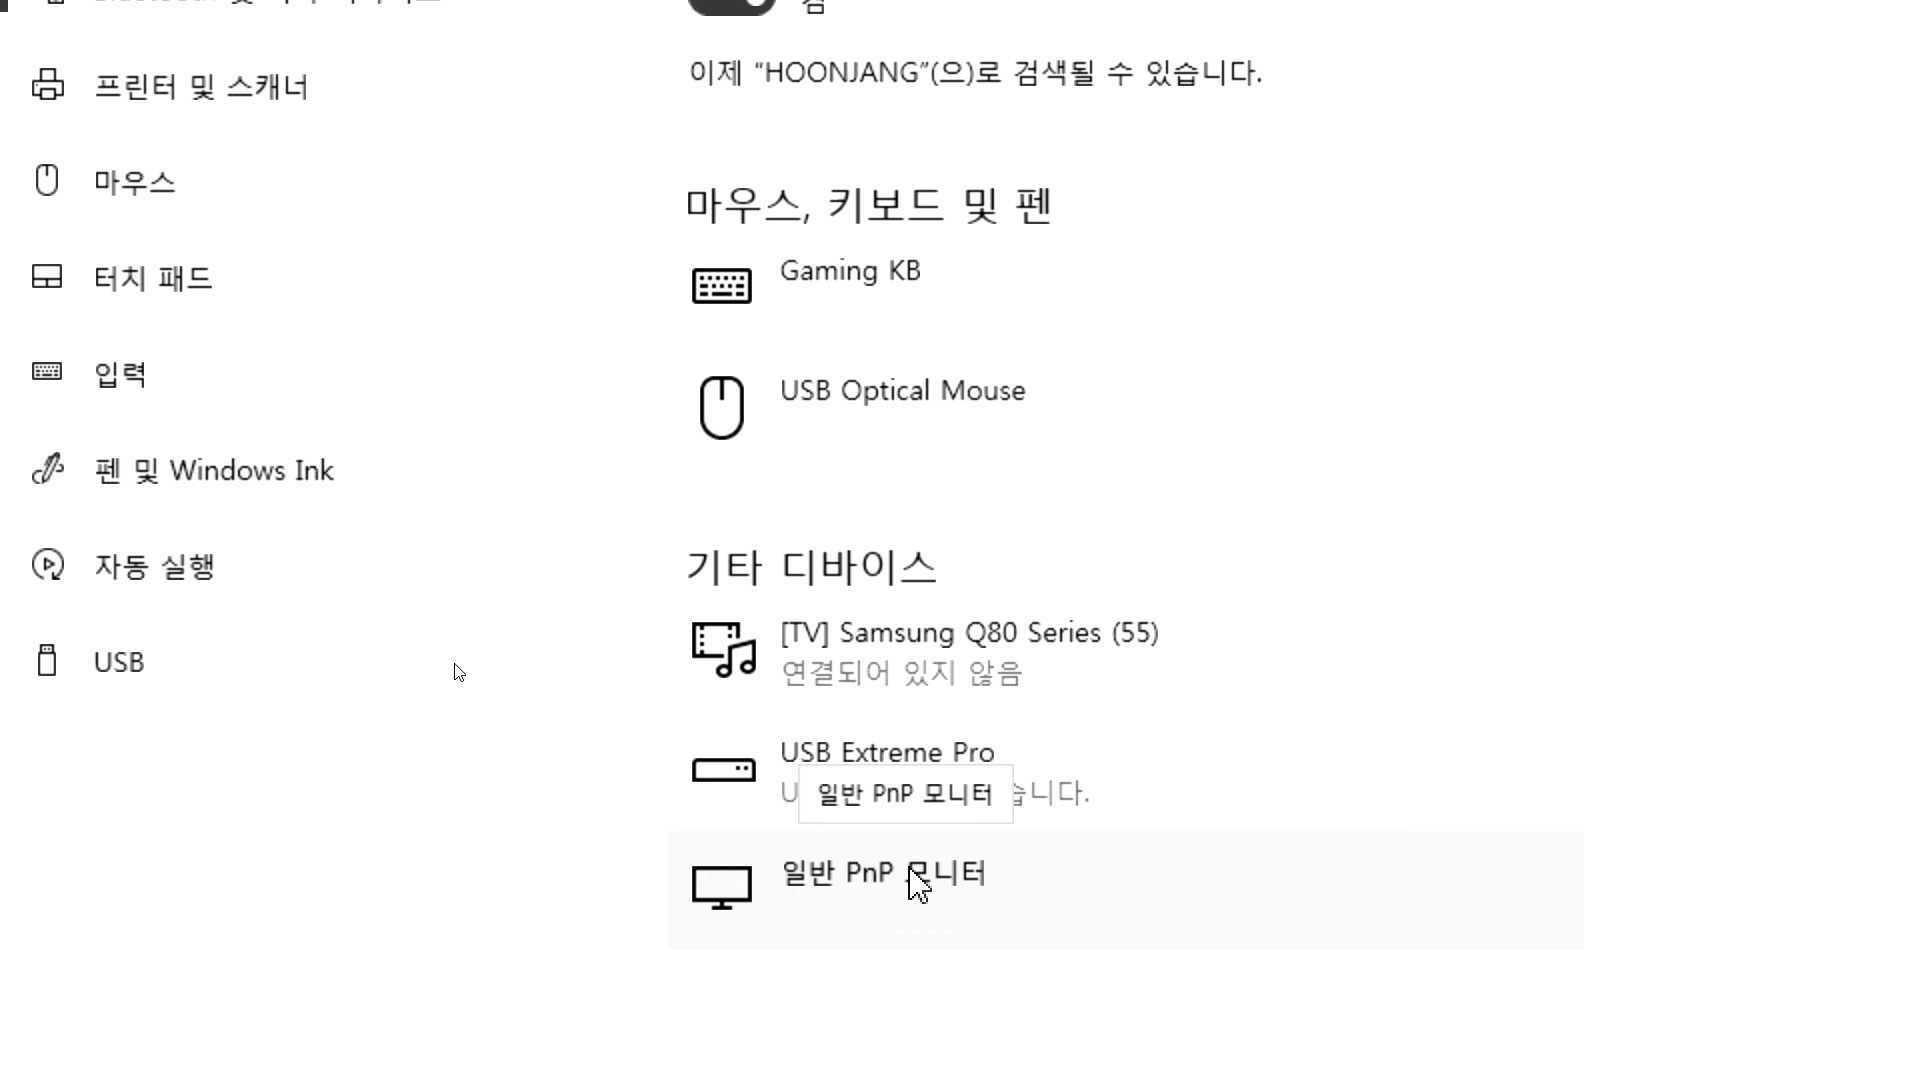 프린터 및 스캐너
마우스
터치 패드
입력
펜 및 Windows Ink
자동 실행
USB
이제 “HOONJANG”(으)로 검색될 수 있습니다.
마우스, 키보드 및 펜
Gaming KB
USB Optical Mouse
기타 디바이스
[TV] Samsung Q80 Series (55)
연결되어 있지 않음
USB Extreme Pro
일반 PnP 모니터
일반 PnP 모니터